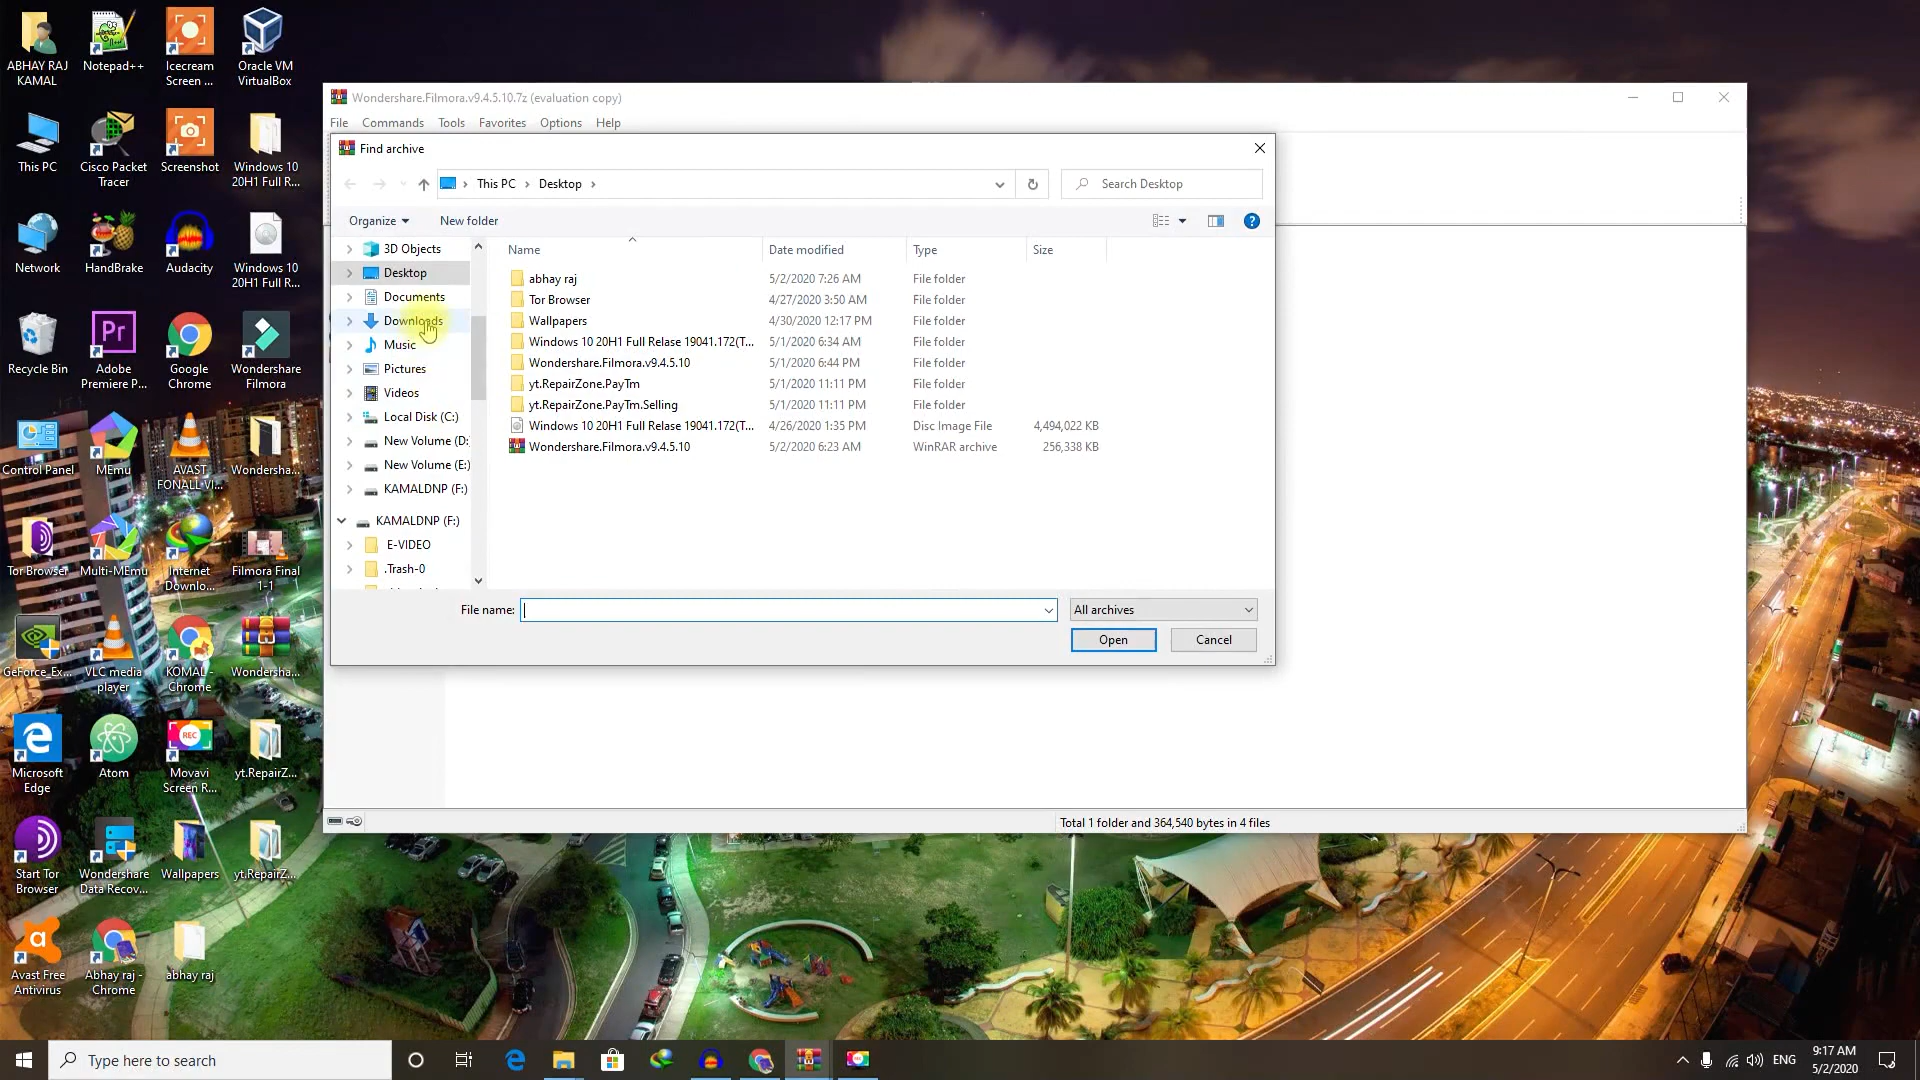 ABHAY RAJ
KAMAL
Notepad++
Icecream
Screen ...
Oracle VM
VirtualBox
This PC
Cisco Packet
Tracer
Screenshot
Windows 10
20H1 Full R...
Network
HandBrake
Audacity
Windows 10
20H1 Full R...
Recycle Bin
Adobe
Premiere P...
Google
Chrome
Wondershare
Filmora
Control Panel
MEmu
AVAST
FONALL VI...
Wondersha...
Tor Browser
Multi-MEmu
Internet
Downlo...
Filmora Final
1-1
GeForce_Ex...
VLC media
player
KOMAL -
Chrome
Wondersha...
Microsoft
Edge
Atom
Movavi
Screen R...
yt.RepairZ...
Start Tor
Browser
Wondershare
Data Recov...
Wallpapers
yt.RepairZ...
Avast Free
Antivirus
Abhay raj -
Chrome
abhay raj
Wondershare.Filmora.v9.4.5.10.7z (evaluation copy)
File Commands Tools Favorites Options Help
Find archive
This PC Desktop
Search Desktop
Organize New folder
3D Objects
Desktop
Documents
Downloads
Music
Pictures
Videos
Local Disk (C:)
New Volume (D:
New Volume (E:)
KAMALDNP (F:)
KAMALDNP (F:)
E-VIDEO
.Trash-0
Name Date modified Type Size
abhay raj 5/2/2020 7:26 AM File folder
Tor Browser 4/27/2020 3:50 AM File folder
Wallpapers 4/30/2020 12:17 PM File folder
Windows 10 20H1 Full Relase 19041.172(T... 5/1/2020 6:34 AM File folder
Wondershare.Filmora.v9.4.5.10 5/1/2020 6:44 PM File folder
yt.RepairZone.PayTm 5/1/2020 11:11 PM File folder
yt.RepairZone.PayTm.Selling 5/1/2020 11:11 PM File folder
Windows 10 20H1 Full Relase 19041.172(T... 4/26/2020 1:35 PM Disc Image File 4,494,022 KB
Wondershare.Filmora.v9.4.5.10 5/2/2020 6:23 AM WinRAR archive 256,338 KB
File name:
All archives
Open Cancel
Total 1 folder and 364,540 bytes in 4 files
Type here to search
ENG
9:17 AM
5/2/2020